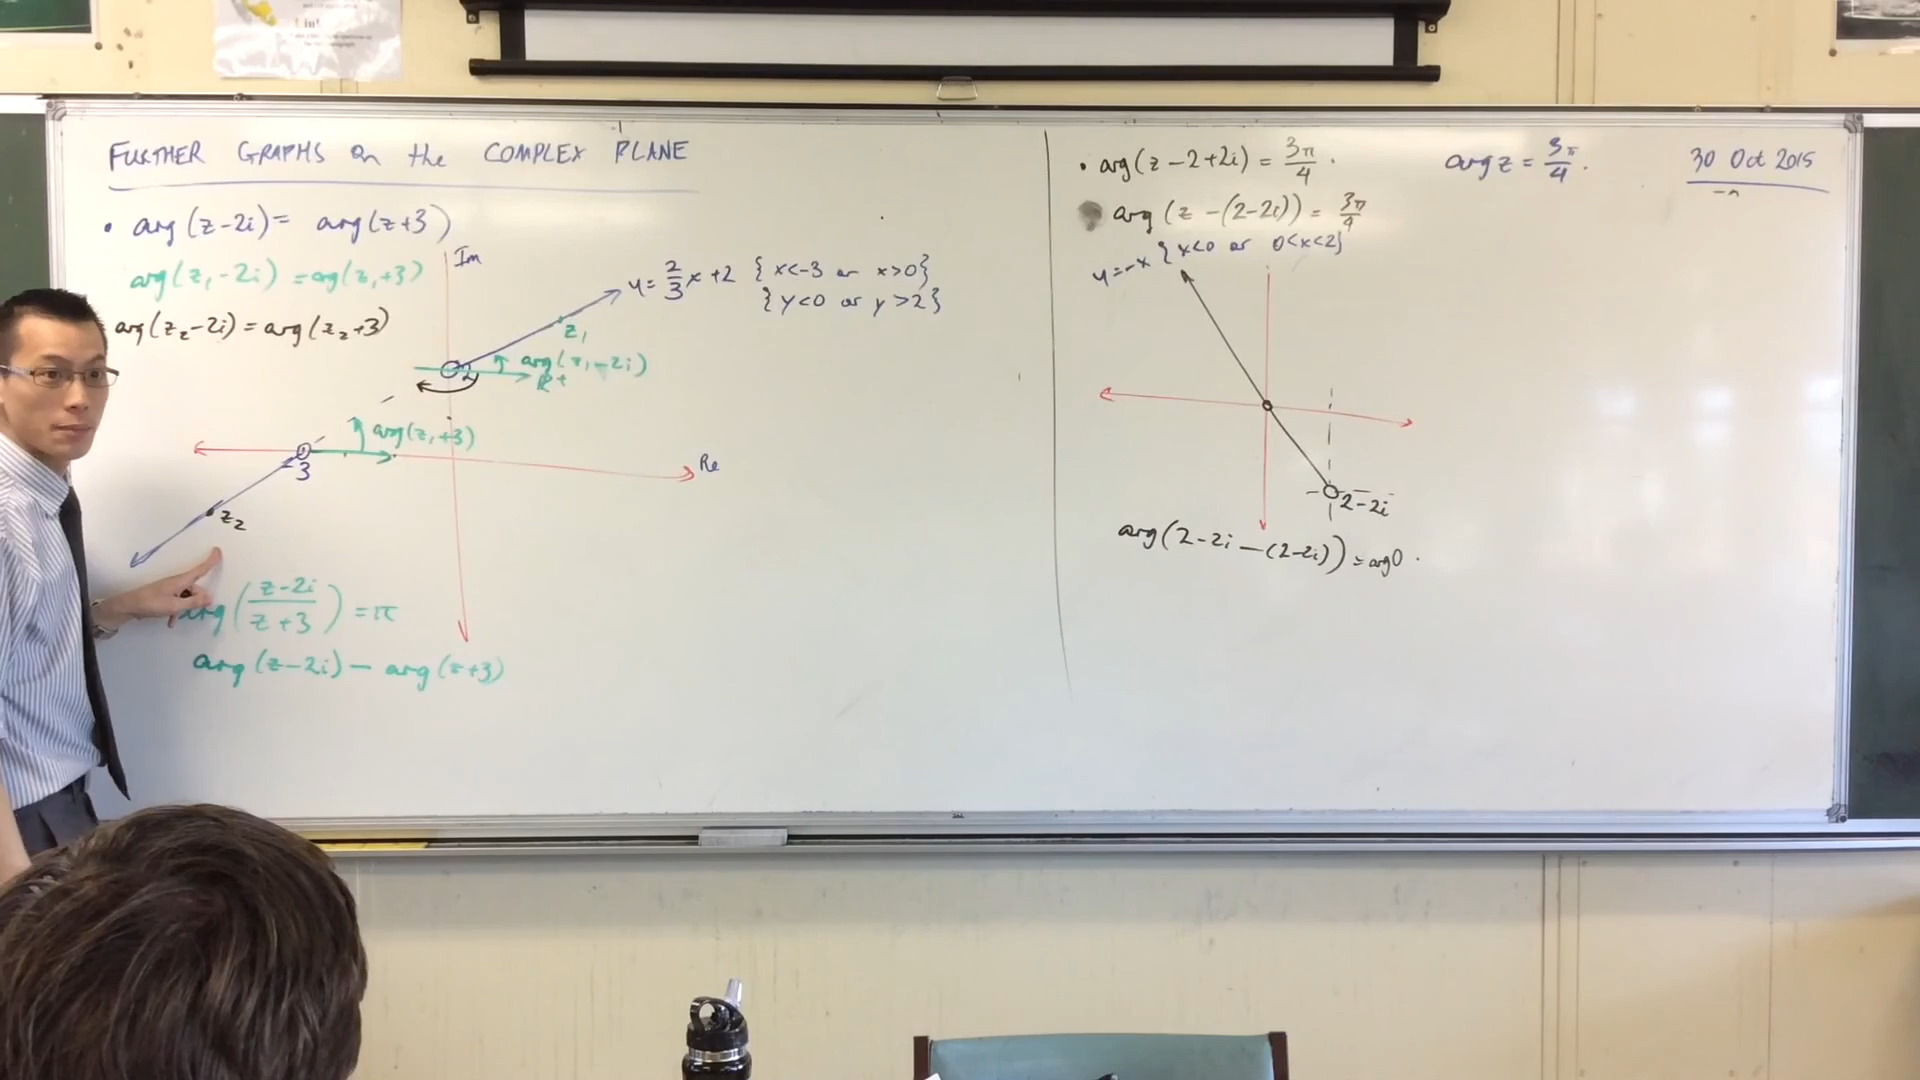 FURTHER GRAPHS on the COMPLEX PLANE
• arg(z-2i) = arg(z+3)
arg(z₁-2i) = arg(z₁+3)
arg(z₂-2i) = arg(z₂+3)
Im
y = 2/3 x + 2 {x<-3 or x>0}
{y<0 or y>2}
z₁
2
arg(z₁-2i)
R+
arg(z₁+3)
-3
Re
z₂
arg((z-2i)/(z+3)) = π
arg(z-2i) - arg(z+3)
• arg(z-2+2i) = 3π/4.
arg(z-(2-2i)) = 3π/4
y=-x {x<0 or 0<x<2}
2-2i
arg(2-2i-(2-2i)) = arg0.
arg z = 3π/4.
30 Oct 2015